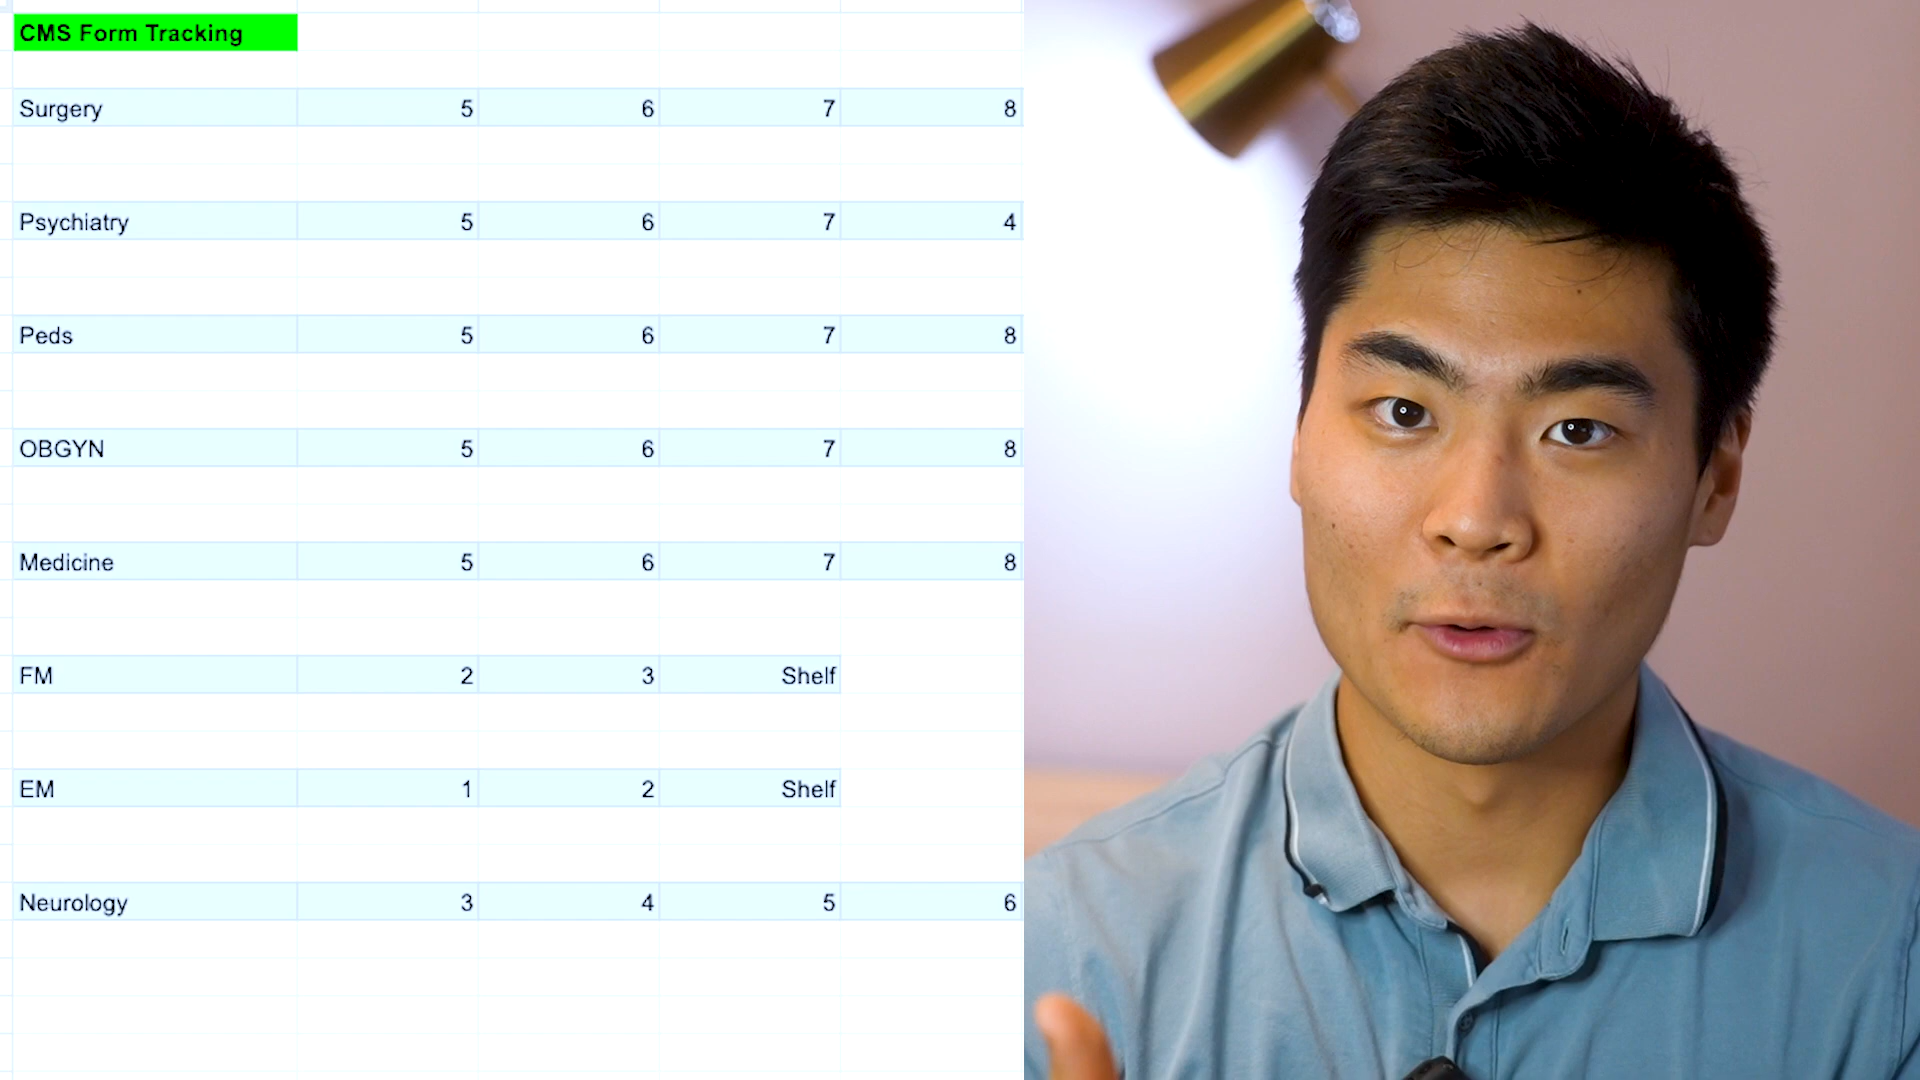 CMS Form Tracking
Surgery 5 6 7 8
Psychiatry 5 6 7 4
Peds 5 6 7 8
OBGYN 5 6 7 8
Medicine 5 6 7 8
FM 2 3 Shelf
EM 1 2 Shelf
Neurology 3 4 5 6